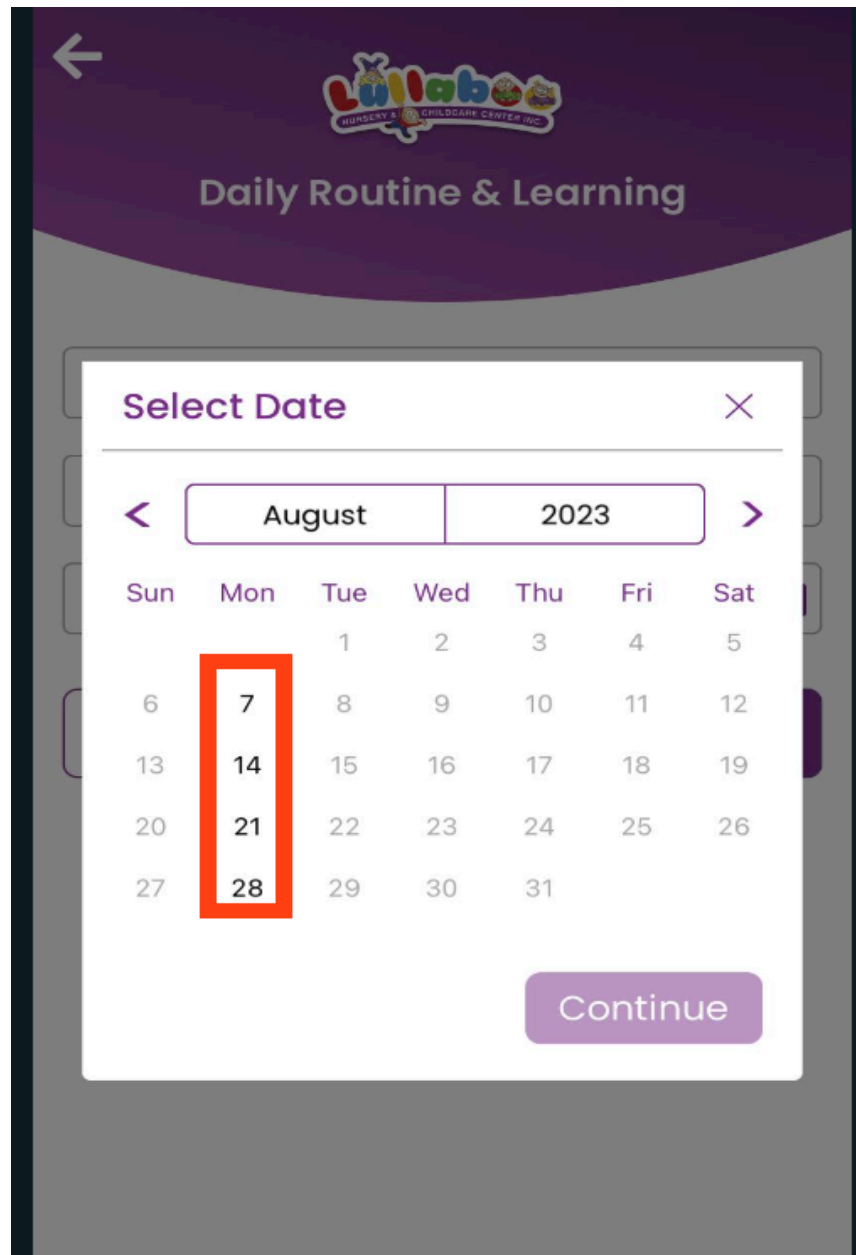 Lullaboo
NURSERY & CHILDCARE CENTER INC.
Daily Routine & Learning
Select Date
August 2023
Sun Mon Tue Wed Thu Fri Sat
1 2 3 4 5
6 7 8 9 10 11 12
13 14 15 16 17 18 19
20 21 22 23 24 25 26
27 28 29 30 31
Continue